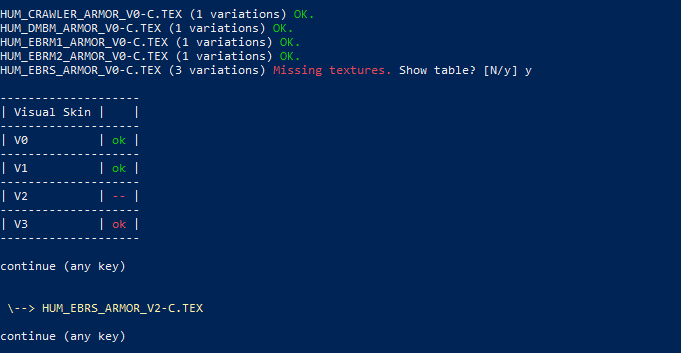 HUM_CRAWLER_ARMOR_V0-C.TEX (1 variations) OK.
HUM_DMBM_ARMOR_V0-C.TEX (1 variations) OK.
HUM_EBRM1_ARMOR_V0-C.TEX (1 variations) OK.
HUM_EBRM2_ARMOR_V0-C.TEX (1 variations) OK.
HUM_EBRS_ARMOR_V0-C.TEX (3 variations) Missing textures. Show table? [N/y] y
--------------------
| Visual Skin |    |
--------------------
| V0          | ok |
--------------------
| V1          | ok |
--------------------
| V2          | -- |
--------------------
| V3          | ok |
--------------------
continue (any key)
\--> HUM_EBRS_ARMOR_V2-C.TEX
continue (any key)